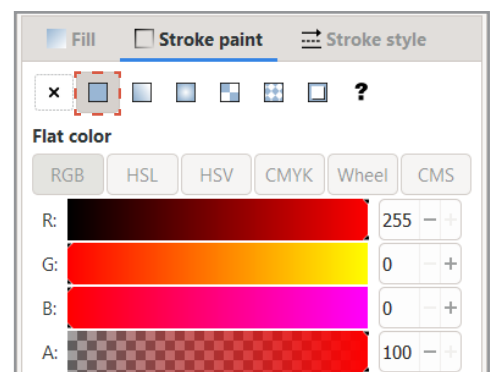 Fill Stroke paint Stroke style
× ?
Flat color
RGB HSL HSV CMYK Wheel CMS
R: 255 − +
G: 0 − +
B: 0 − +
A: 100 − +